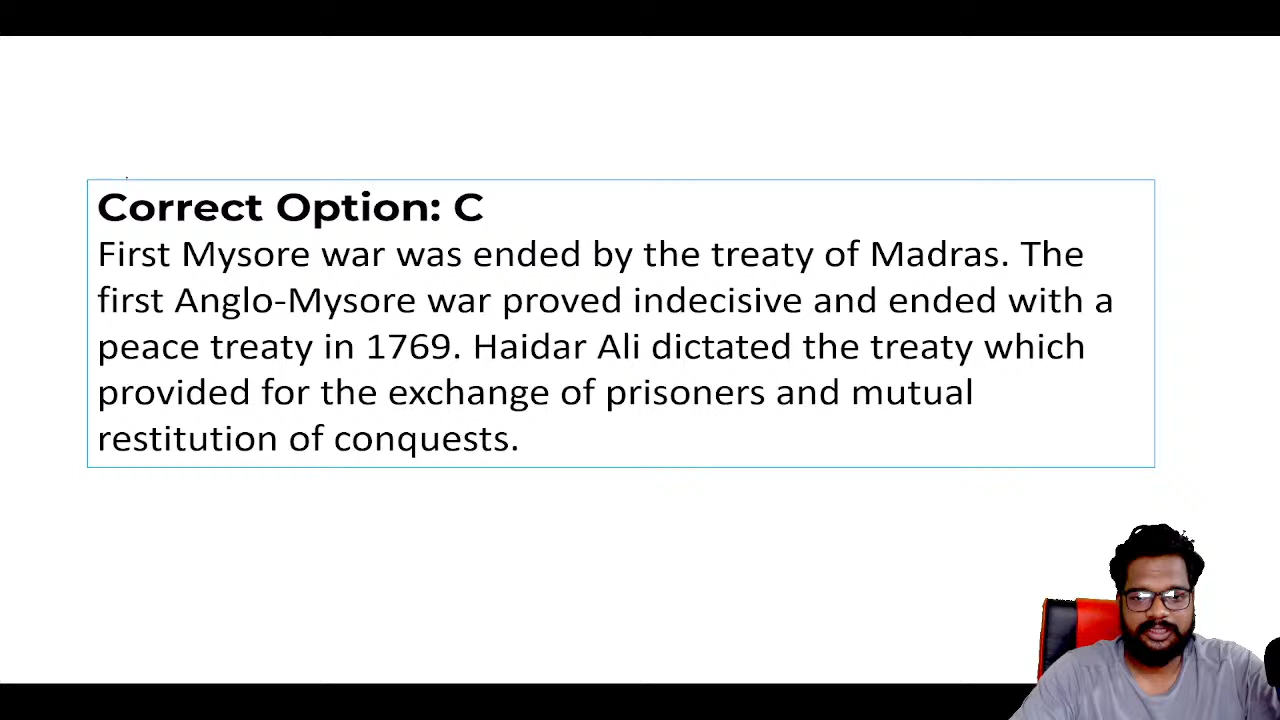 Correct Option: C
First Mysore war was ended by the treaty of Madras. The
first Anglo-Mysore war proved indecisive and ended with a
peace treaty in 1769. Haidar Ali dictated the treaty which
provided for the exchange of prisoners and mutual
restitution of conquests.